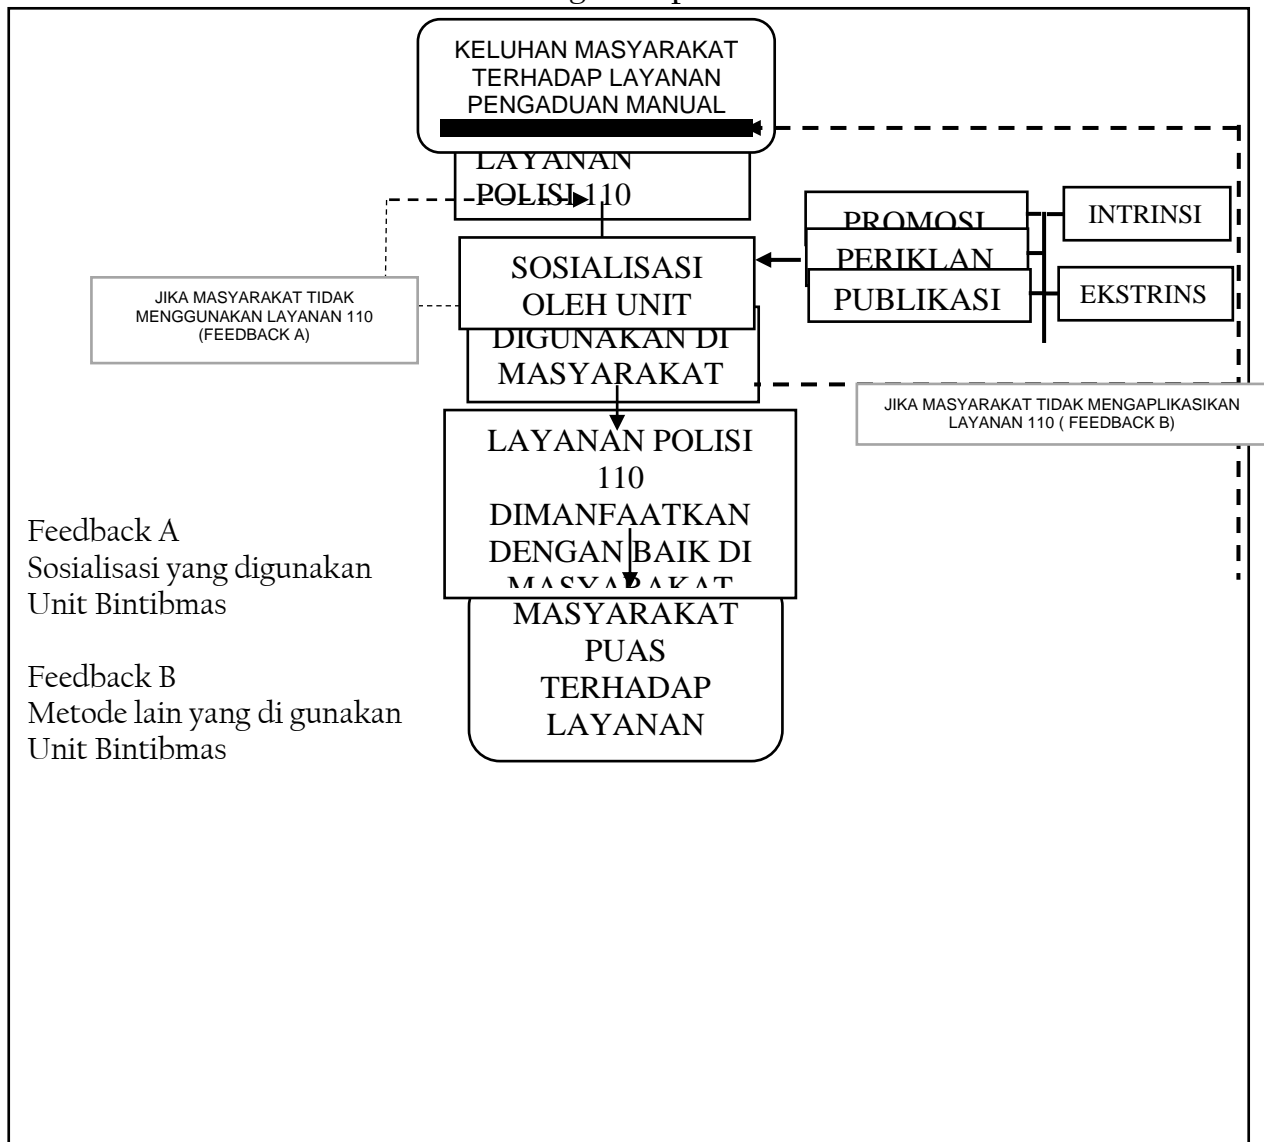 KELUHAN MASYARAKAT
TERHADAP LAYANAN
PENGADUAN MANUAL
LAYANAN
POLISI 110
PROMOSI
PERIKLAN
PUBLIKASI
INTRINSI
EKSTRINS
SOSIALISASI
OLEH UNIT
JIKA MASYARAKAT TIDAK
MENGGUNAKAN LAYANAN 110
(FEEDBACK A)
DIGUNAKAN DI
MASYARAKAT
JIKA MASYARAKAT TIDAK MENGAPLIKASIKAN
LAYANAN 110 ( FEEDBACK B)
LAYANAN POLISI
110
DIMANFAATKAN
DENGAN BAIK DI
MASYARAKAT
MASYARAKAT
PUAS
TERHADAP
LAYANAN
Feedback A
Sosialisasi yang digunakan
Unit Bintibmas
Feedback B
Metode lain yang di gunakan
Unit Bintibmas